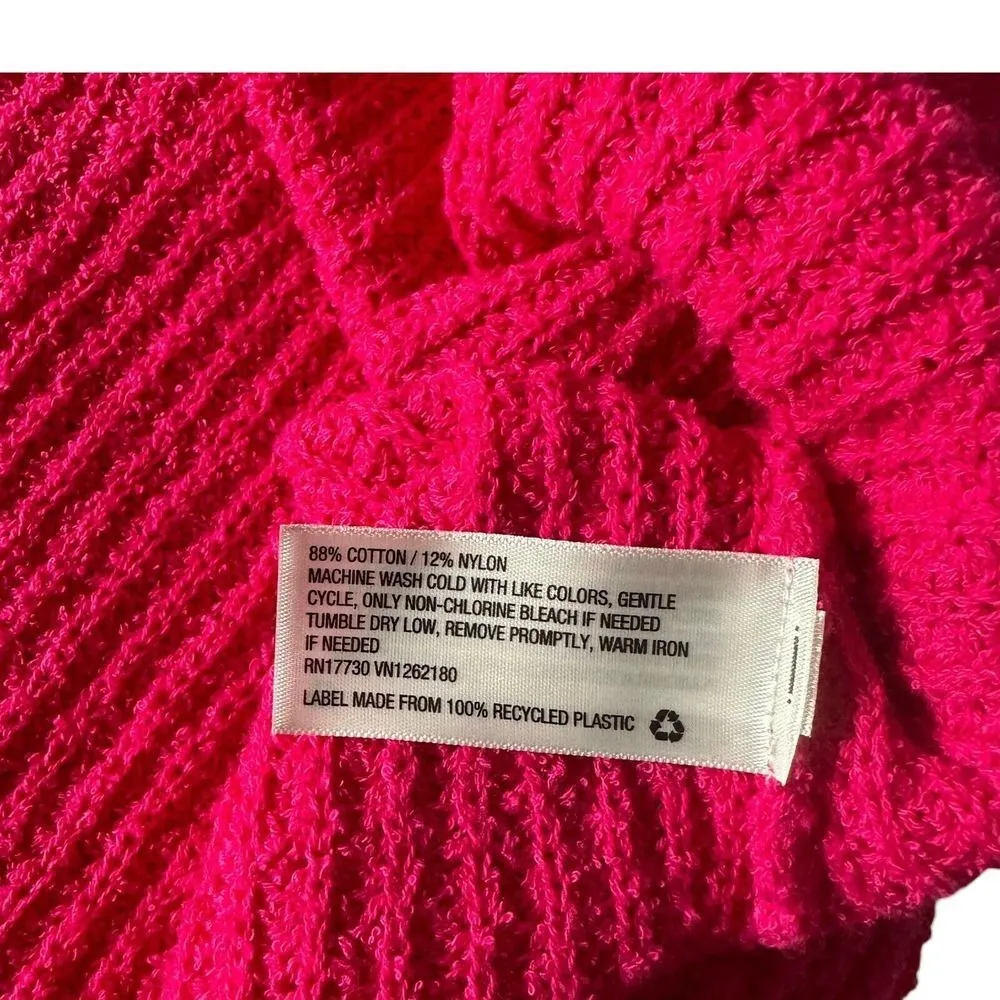 88% COTTON / 12% NYLON
MACHINE WASH COLD WITH LIKE COLORS, GENTLE
CYCLE, ONLY NON-CHLORINE BLEACH IF NEEDED
TUMBLE DRY LOW, REMOVE PROMPTLY, WARM IRON
IF NEEDED
RN17730 VN1262180
LABEL MADE FROM 100% RECYCLED PLASTIC